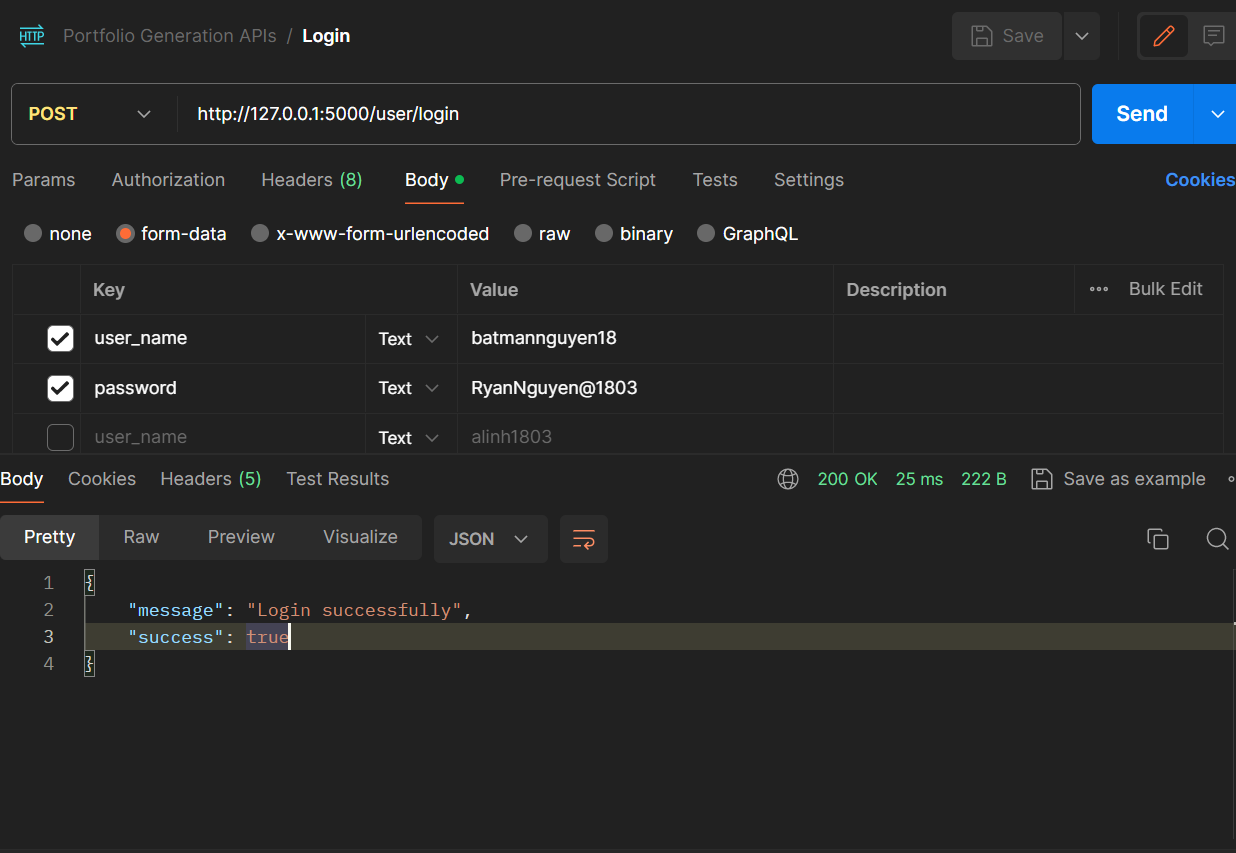 HTTP Portfolio Generation APIs / Login Save
POST http://127.0.0.1:5000/user/login Send
Params Authorization Headers (8) Body Pre-request Script Tests Settings Cookies
none form-data x-www-form-urlencoded raw binary GraphQL
Key Value Description Bulk Edit
user_name Text batmannguyen18
password Text RyanNguyen@1803
user_name Text alinh1803
Body Cookies Headers (5) Test Results 200 OK 25 ms 222 B Save as example
Pretty Raw Preview Visualize JSON
1 {
2 "message": "Login successfully",
3 "success": true
4 }